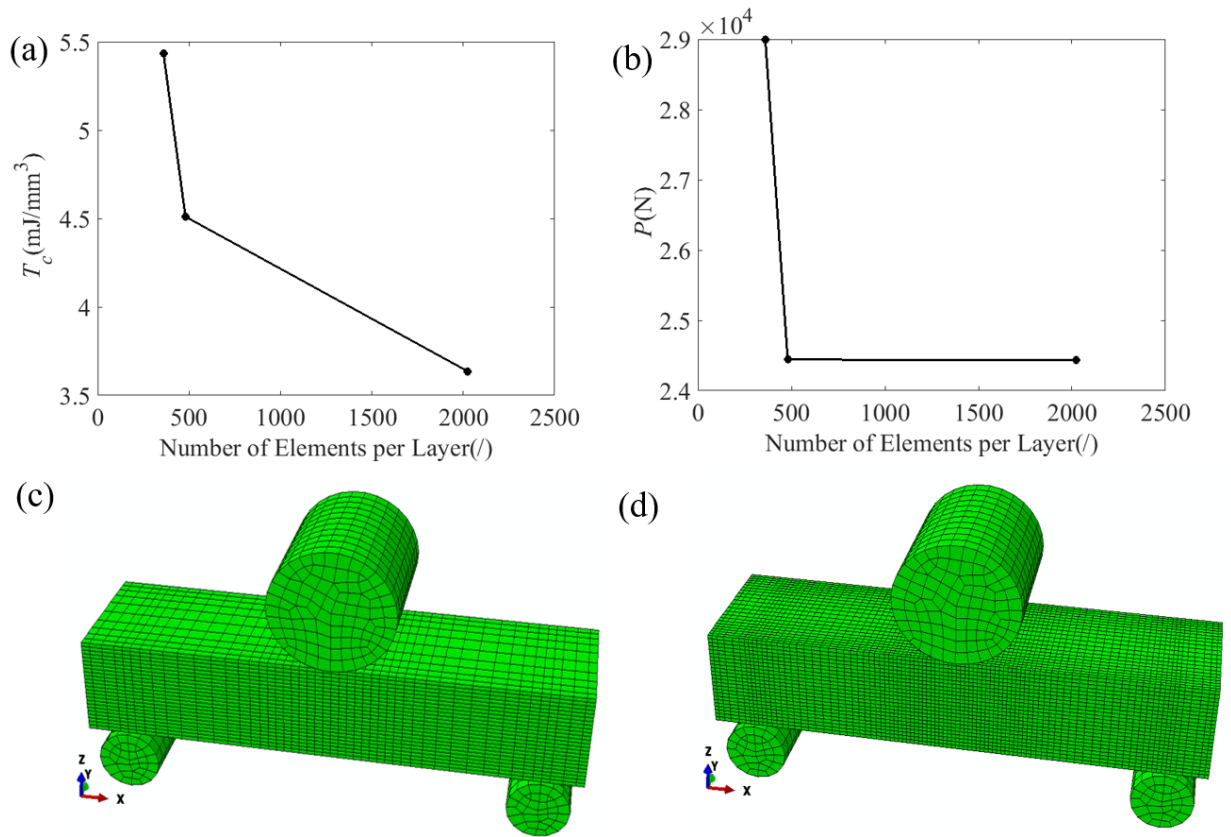 (a)
5.5
5
4.5
4
3.5
T_c(mJ/mm^3)
0 500 1000 1500 2000 2500
Number of Elements per Layer(/)
(b)
×10^4
2.9
2.8
2.7
2.6
2.5
2.4
P(N)
0 500 1000 1500 2000 2500
Number of Elements per Layer(/)
(c)
Z
Y
X
(d)
Z
Y
X